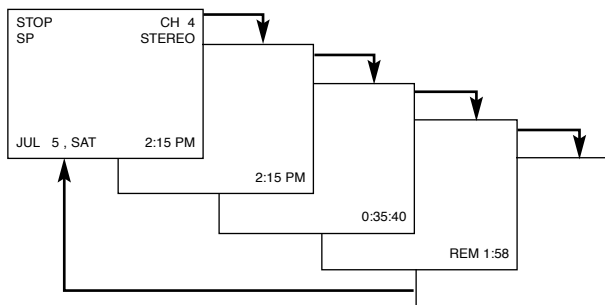 STOP CH 4
SP STEREO
JUL 5 , SAT 2:15 PM
2:15 PM
0:35:40
REM 1:58